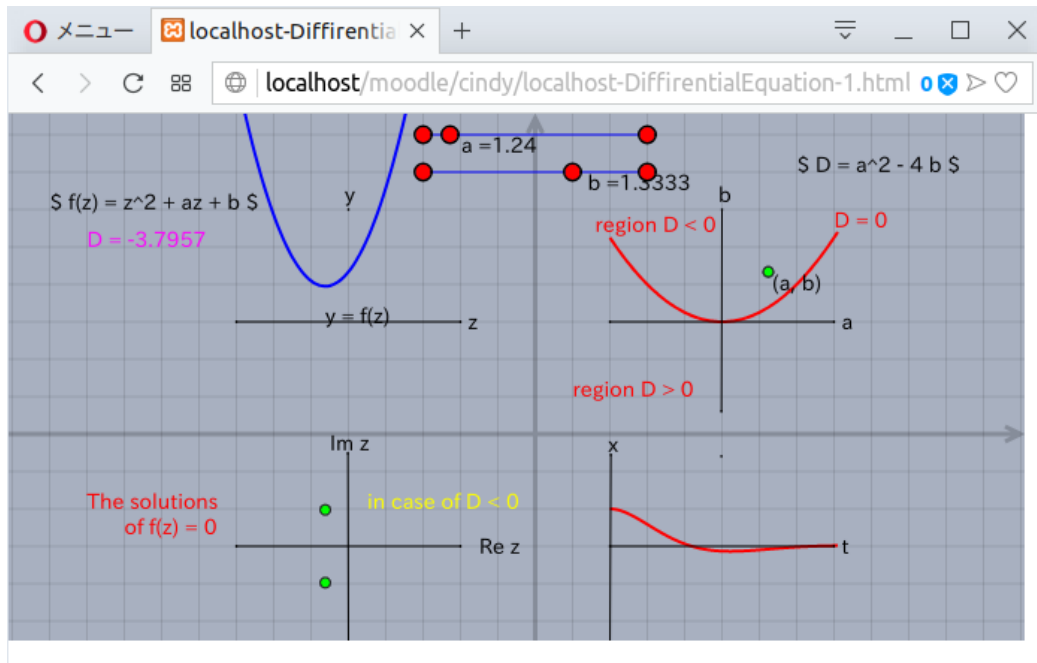 メニュー
localhost-Diffirentia
localhost/moodle/cindy/localhost-DiffirentialEquation-1.html
0
a =1.24
$ D = a^2 - 4 b $
b =1.3333
y
b
$ f(z) = z^2 + az + b $
region D < 0
D = 0
D = -3.7957
(a, b)
y = f(z)
z
a
region D > 0
Im z
x
The solutions
of f(z) = 0
in case of D < 0
Re z
t